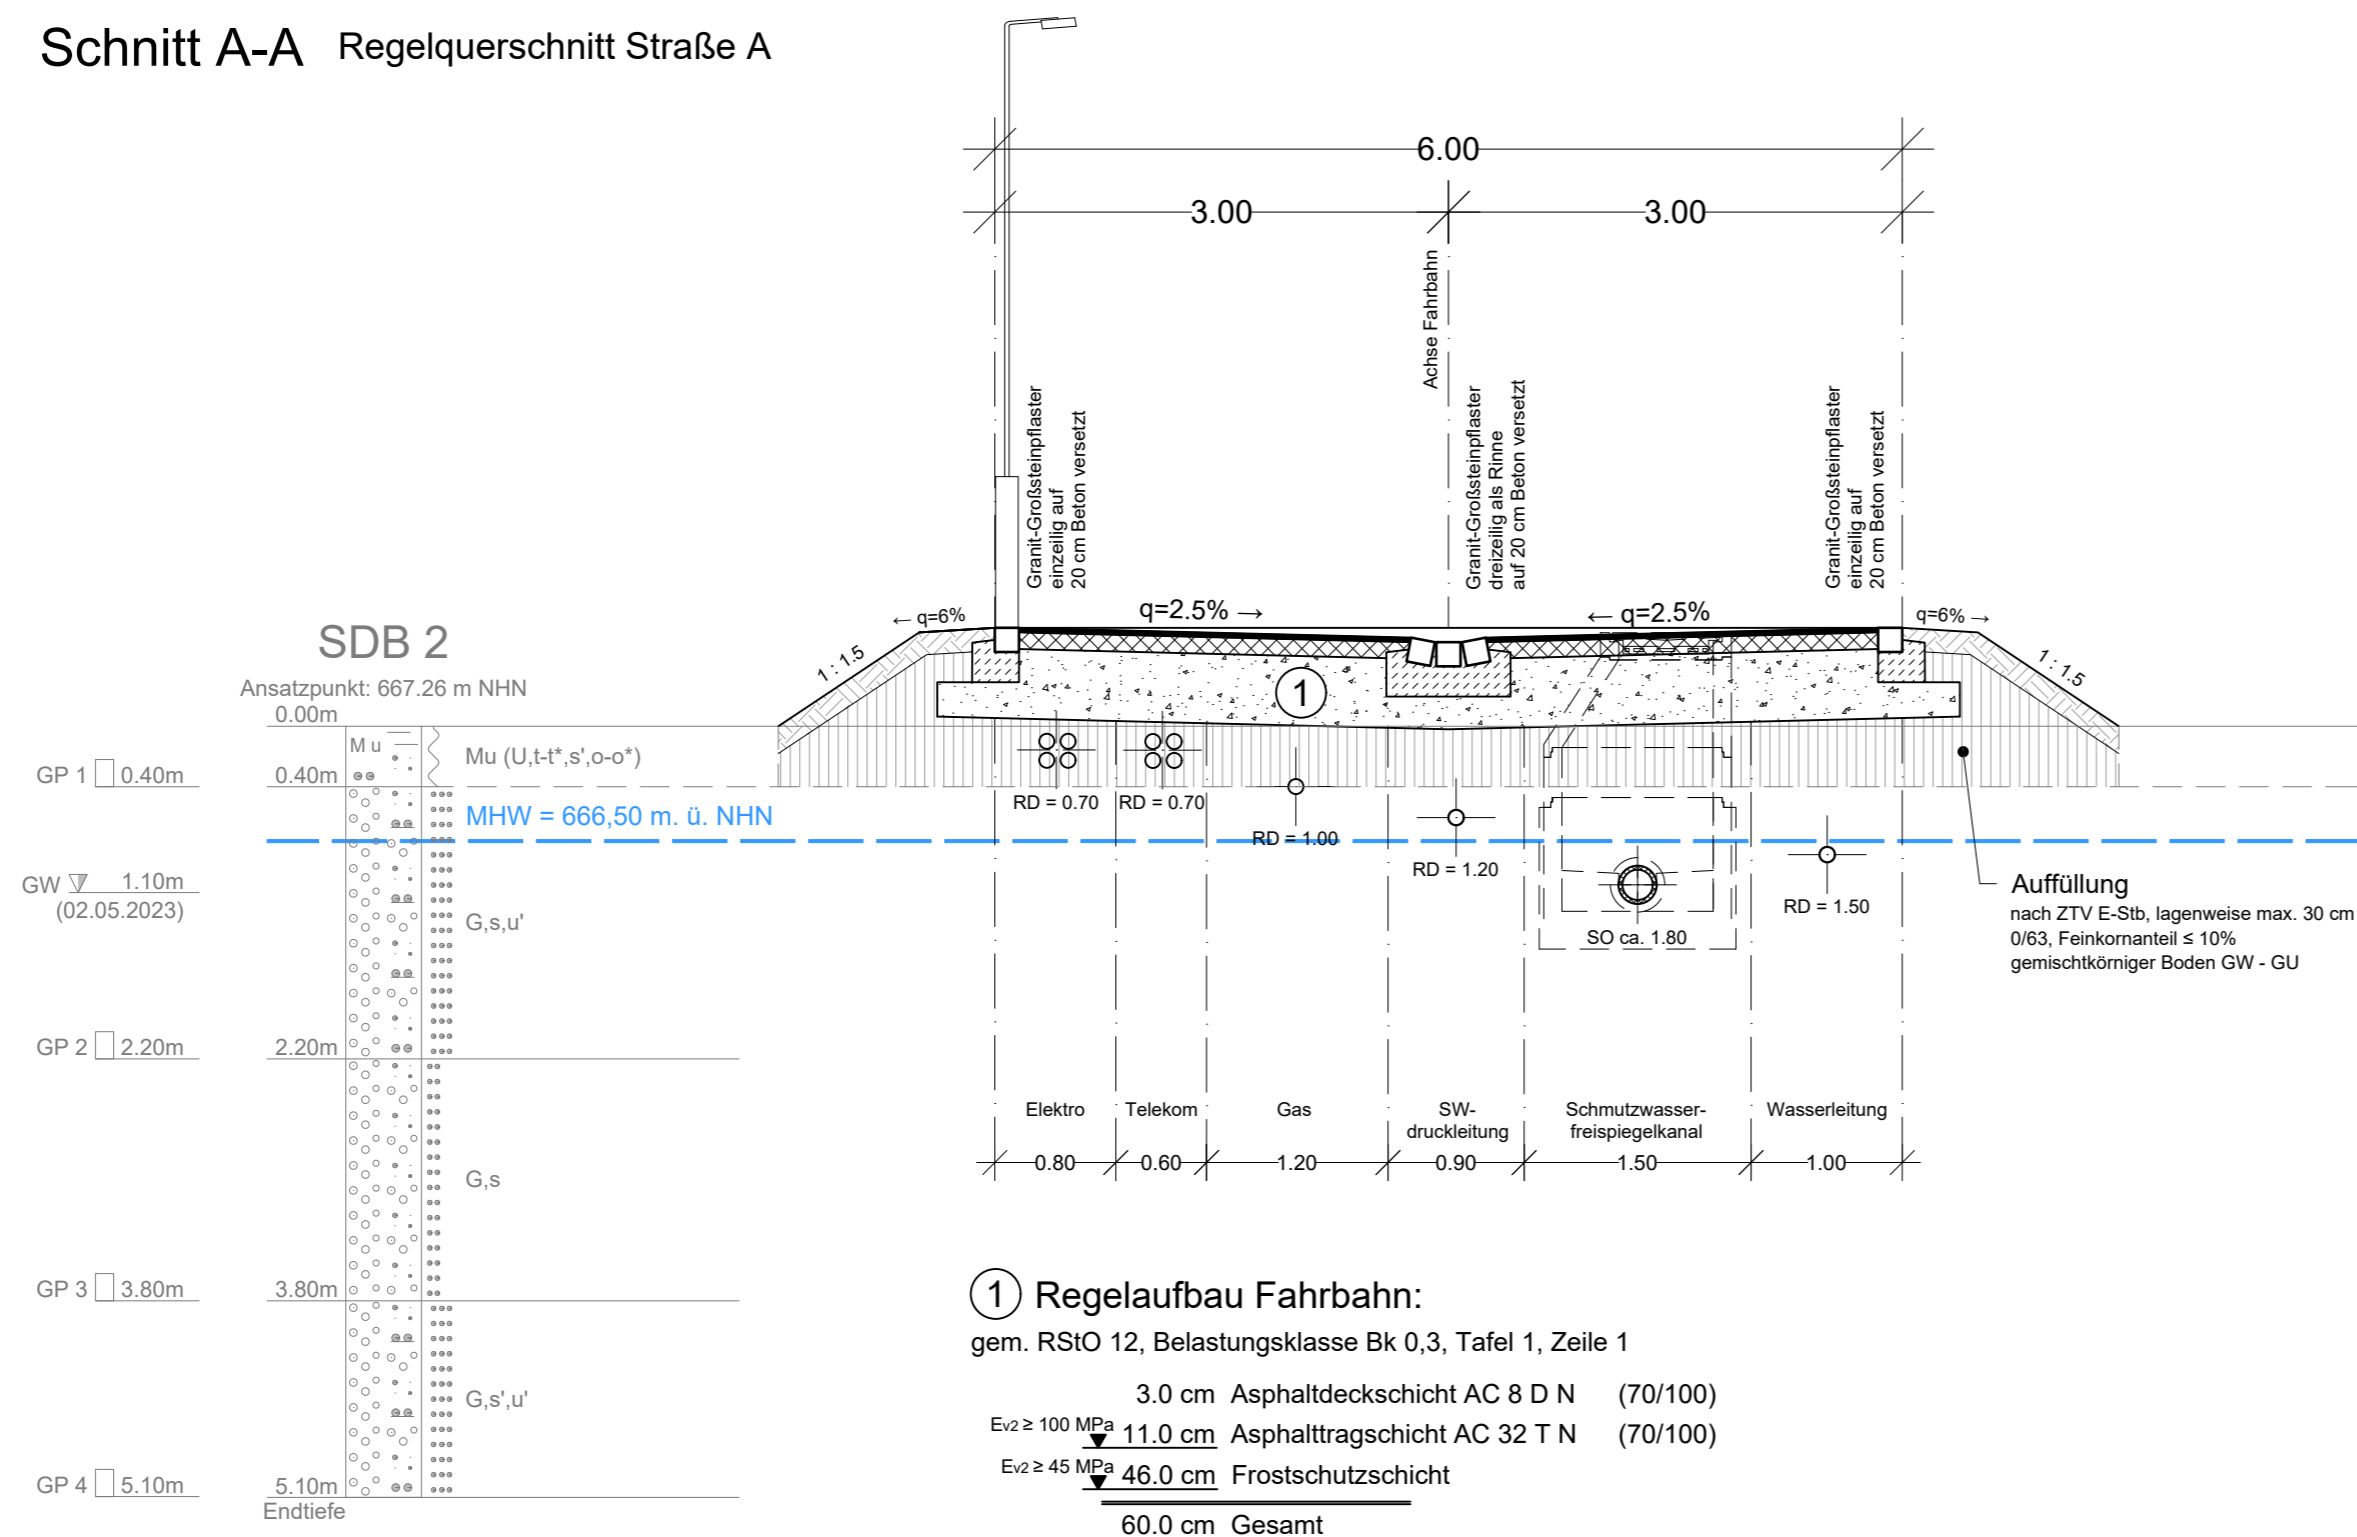 Schnitt A-A Regelquerschnitt Straße A
6.00
3.00 3.00
Achse Fahrbahn
Granit-Großsteinpflaster
einzeilig auf
20 cm Beton versetzt
Granit-Großsteinpflaster
dreizeilig als Rinne
auf 20 cm Beton versetzt
Granit-Großsteinpflaster
einzeilig auf
20 cm Beton versetzt
← q=6% q=2.5% → ← q=2.5% q=6% →
1 : 1.5 1 : 1.5
1
SDB 2
Ansatzpunkt: 667.26 m NHN
0.00m
Mu Mu (U,t-t*,s',o-o*)
GP 1 0.40m 0.40m
MHW = 666,50 m. ü. NHN
GW 1.10m
(02.05.2023)
G,s,u'
GP 2 2.20m 2.20m
G,s
GP 3 3.80m 3.80m
G,s',u'
GP 4 5.10m 5.10m
Endtiefe
RD = 0.70 RD = 0.70
RD = 1.00
RD = 1.20
SO ca. 1.80
RD = 1.50
Auffüllung
nach ZTV E-Stb, lagenweise max. 30 cm
0/63, Feinkornanteil ≤ 10%
gemischtkörniger Boden GW - GU
Elektro
Telekom
Gas
SW-
druckleitung
Schmutzwasser-
freispiegelkanal
Wasserleitung
0.80 0.60 1.20 0.90 1.50 1.00
1 Regelaufbau Fahrbahn:
gem. RStO 12, Belastungsklasse Bk 0,3, Tafel 1, Zeile 1
3.0 cm Asphaltdeckschicht AC 8 D N (70/100)
Ev2 ≥ 100 MPa 11.0 cm Asphalttragschicht AC 32 T N (70/100)
Ev2 ≥ 45 MPa 46.0 cm Frostschutzschicht
60.0 cm Gesamt